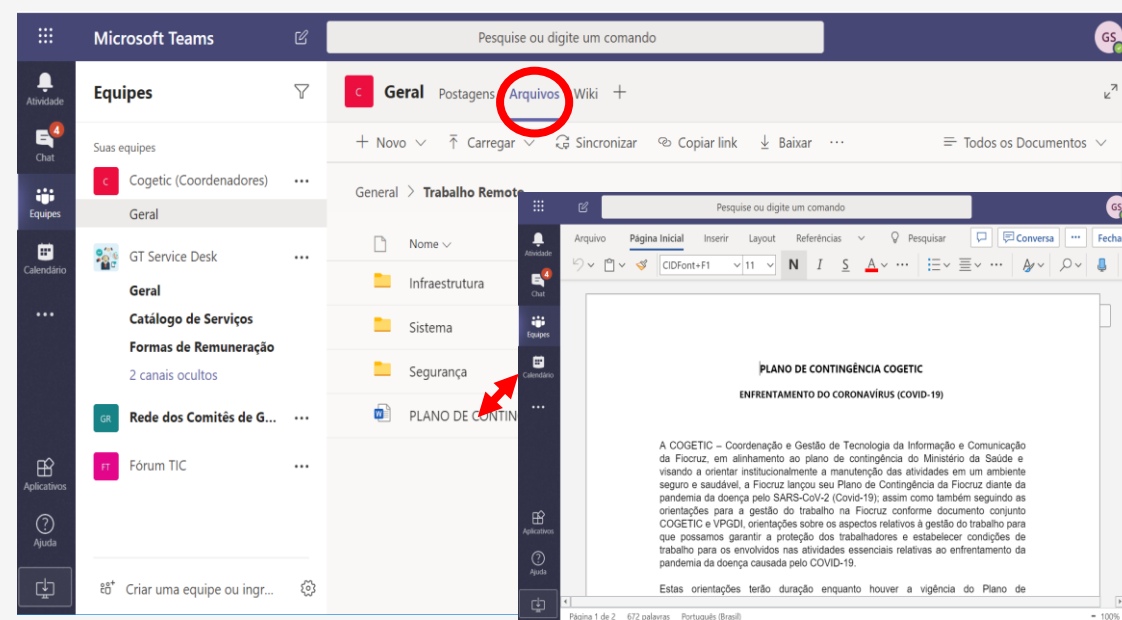 Microsoft Teams
Pesquise ou digite um comando
GS
Atividade
4
Chat
Equipes
Calendário
Aplicativos
Ajuda
Equipes
Suas equipes
C
Cogetic (Coordenadores)
Geral
GT Service Desk
Geral
Catálogo de Serviços
Formas de Remuneração
2 canais ocultos
GR
Rede dos Comitês de G...
FT
Fórum TIC
Criar uma equipe ou ingr...
C
Geral Postagens Arquivos Wiki
Novo Carregar Sincronizar Copiar link Baixar ... Todos os Documentos
General > Trabalho Remoto
Nome
Infraestrutura
Sistema
Segurança
PLANO DE CONTIN
Pesquise ou digite um comando
GS
Atividade
4
Chat
Equipes
Calendário
Aplicativos
Ajuda
Arquivo Página Inicial Inserir Layout Referências Pesquisar Conversa ... Fecha
CIDFont+F1 11 N I S A ...
PLANO DE CONTINGÊNCIA COGETIC
ENFRENTAMENTO DO CORONAVÍRUS (COVID-19)
A COGETIC – Coordenação e Gestão de Tecnologia da Informação e Comunicação
da Fiocruz, em alinhamento ao plano de contingência do Ministério da Saúde e
visando a orientar institucionalmente a manutenção das atividades em um ambiente
seguro e saudável, a Fiocruz lançou seu Plano de Contingência da Fiocruz diante da
pandemia da doença pelo SARS-CoV-2 (Covid-19); assim como também seguindo as
orientações para a gestão do trabalho na Fiocruz conforme documento conjunto
COGETIC e VPGDI, orientações sobre os aspectos relativos à gestão do trabalho para
que possamos garantir a proteção dos trabalhadores e estabelecer condições de
trabalho para os envolvidos nas atividades essenciais relativas ao enfrentamento da
pandemia da doença causada pelo COVID-19.
Estas orientações terão duração enquanto houver a vigência do Plano de
Página 1 de 2 672 palavras Português (Brasil) - 100%